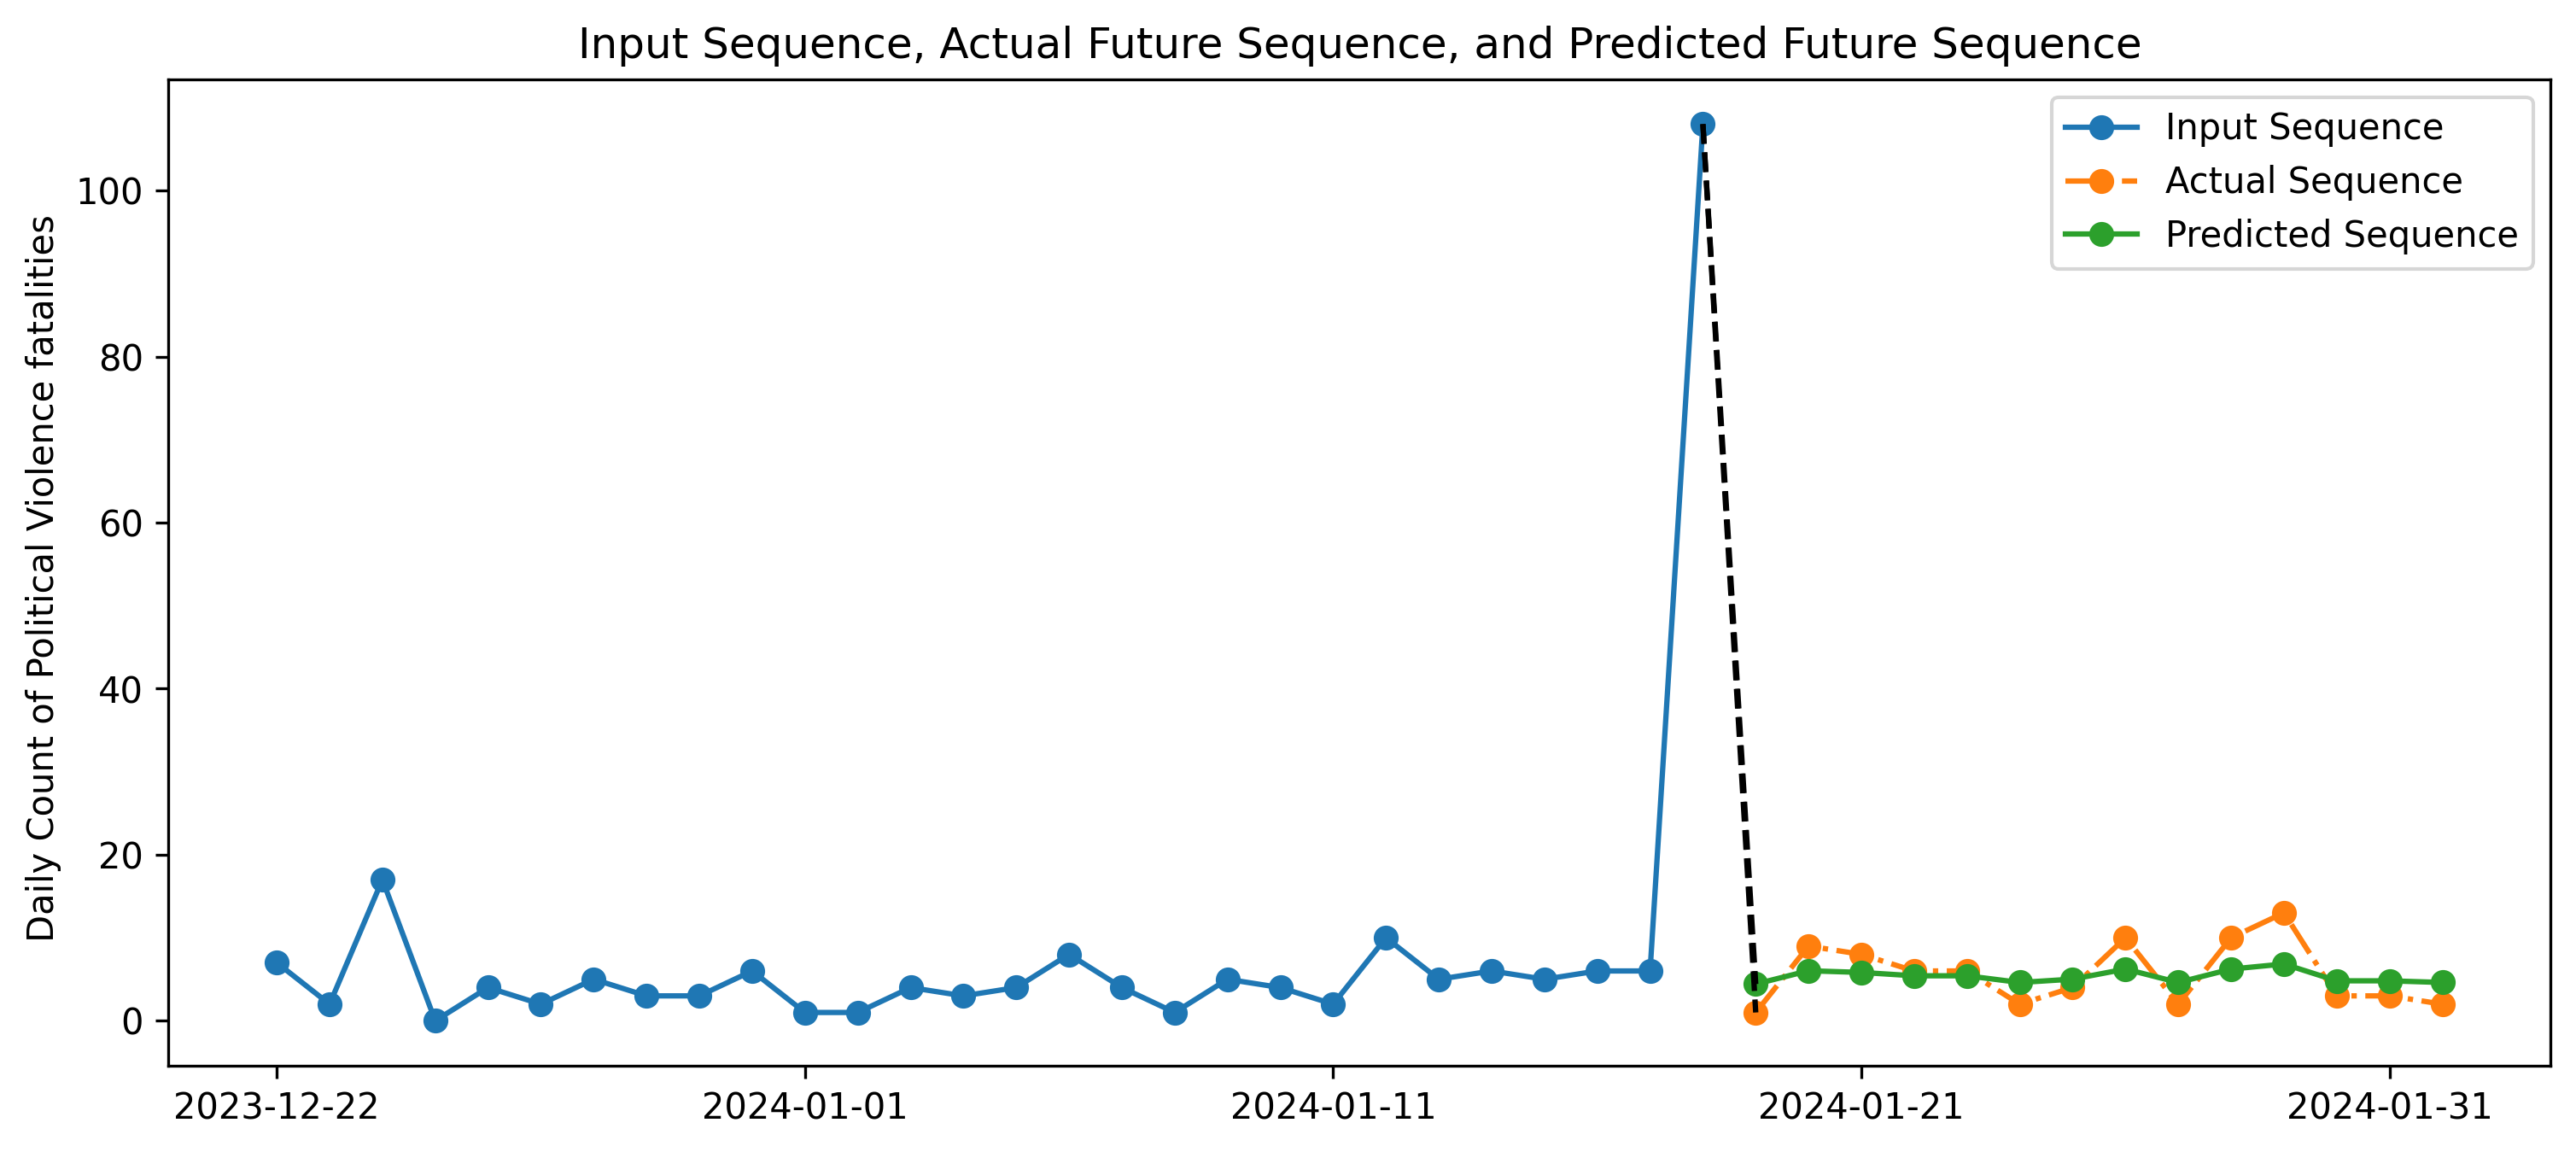 Input Sequence, Actual Future Sequence, and Predicted Future Sequence
Daily Count of Political Violence fatalities
100
80
60
40
20
0
2023-12-22
2024-01-01
2024-01-11
2024-01-21
2024-01-31
Input Sequence
Actual Sequence
Predicted Sequence